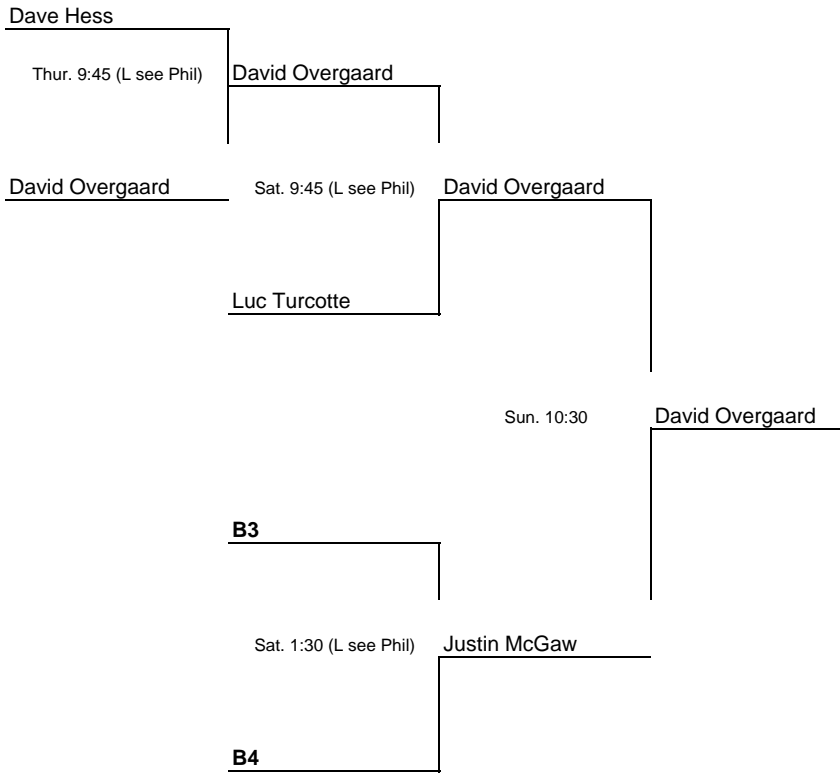 Dave Hess
Thur. 9:45 (L see Phil)
David Overgaard
David Overgaard
Sat. 9:45 (L see Phil)
David Overgaard
Luc Turcotte
Sun. 10:30
David Overgaard
B3
Sat. 1:30 (L see Phil)
Justin McGaw
B4